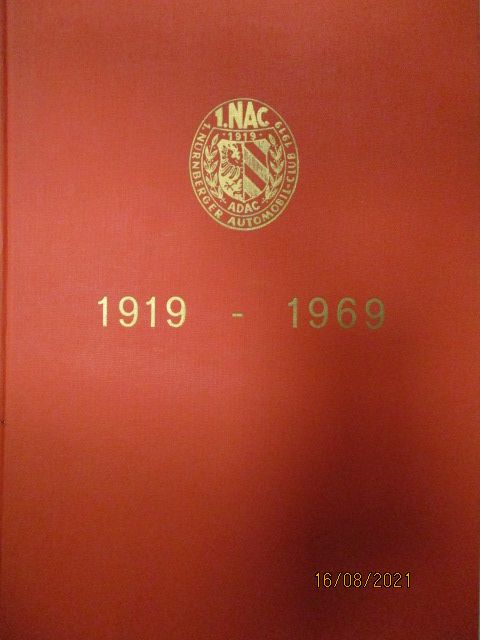 1.NAC
1919
1. NÜRNBERGER AUTOMOBIL-CLUB 1919
ADAC
1919 - 1969
16/08/2021